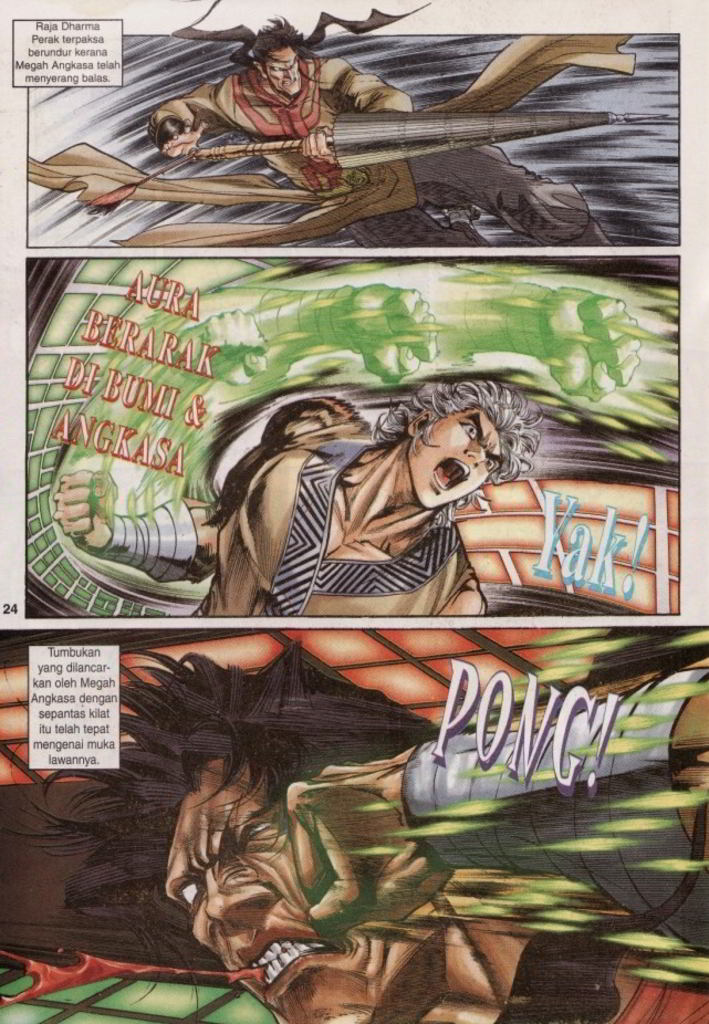 Raja Dharma
Perak terpaksa
berundur kerana
Megah Angkasa telah
menyerang balas.
AURA
BERARAK
DI BUMI &
ANGKASA
Yak!
24
Tumbukan
yang dilancar-
kan oleh Megah
Angkasa dengan
sepantas kilat
itu telah tepat
mengenai muka
lawannya.
PONG!!